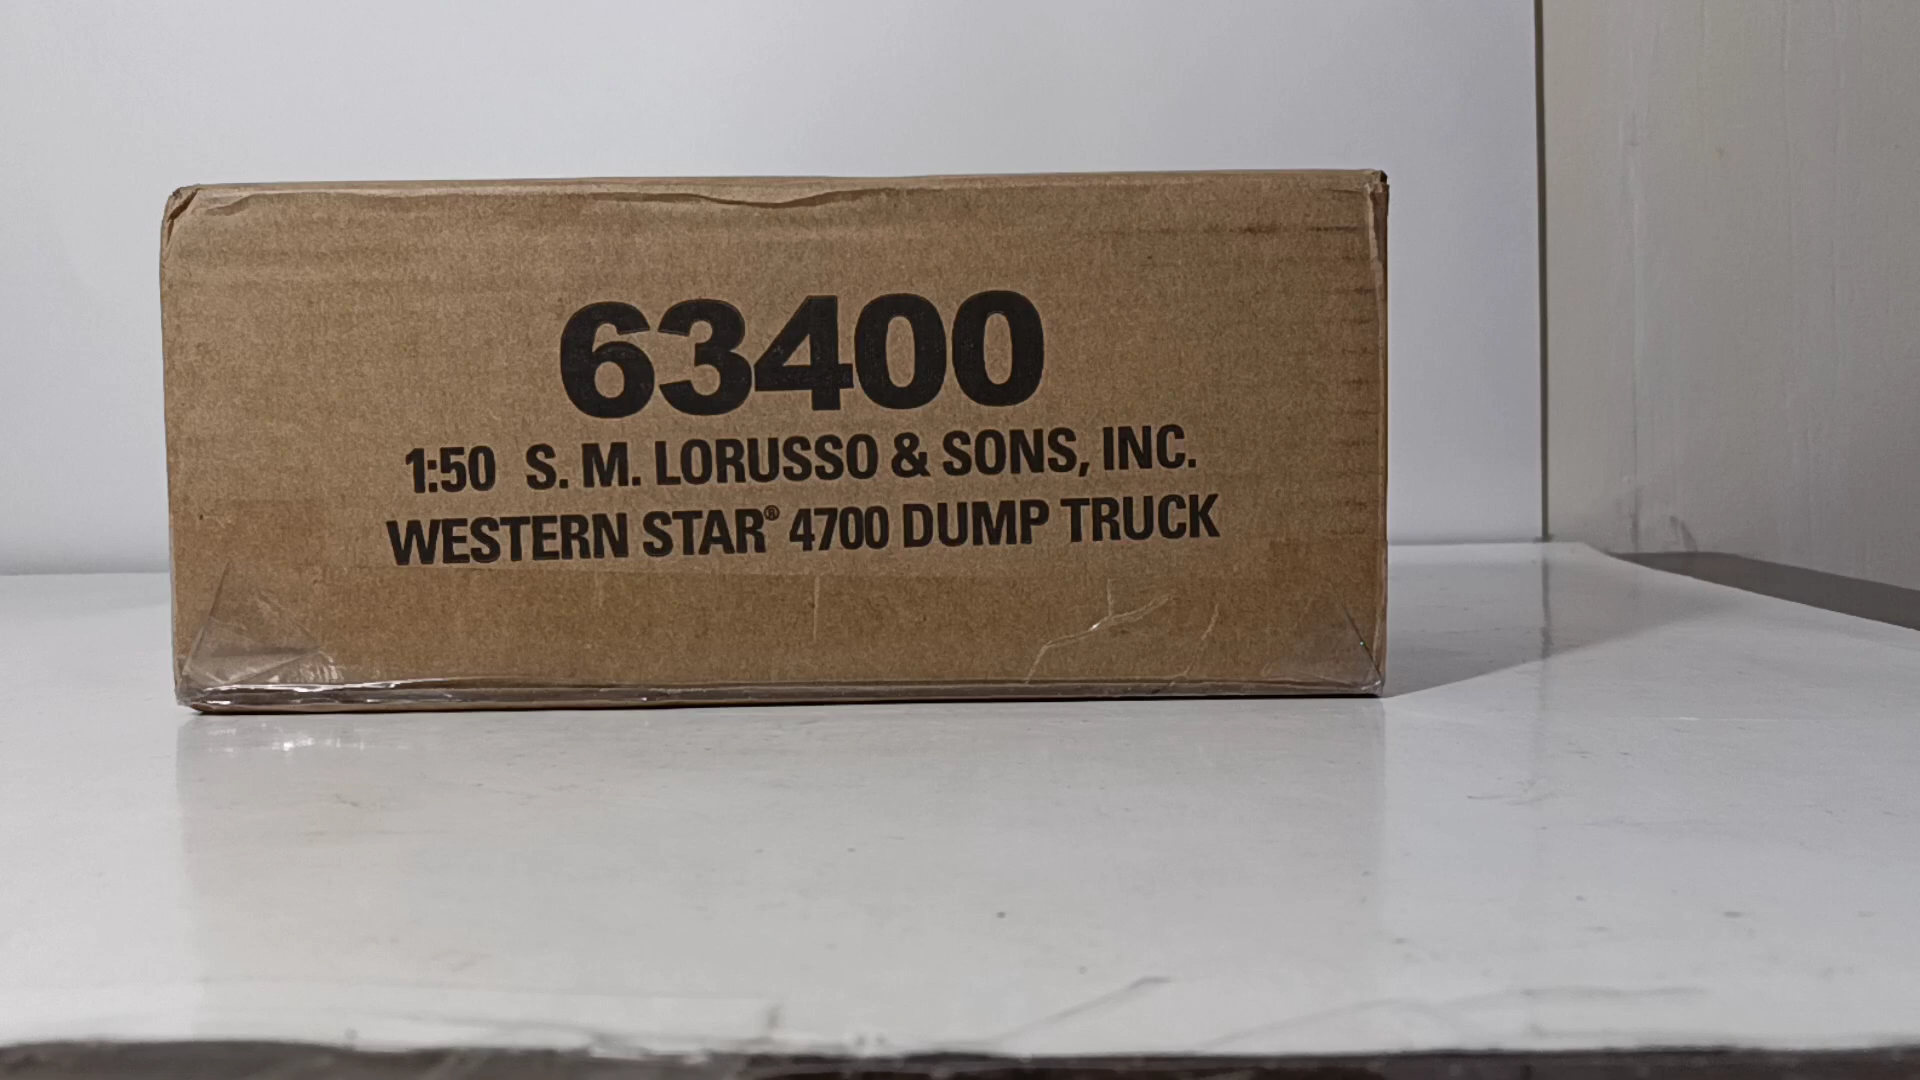 63400
1:50 S. M. LORUSSO & SONS, INC.
WESTERN STAR® 4700 DUMP TRUCK